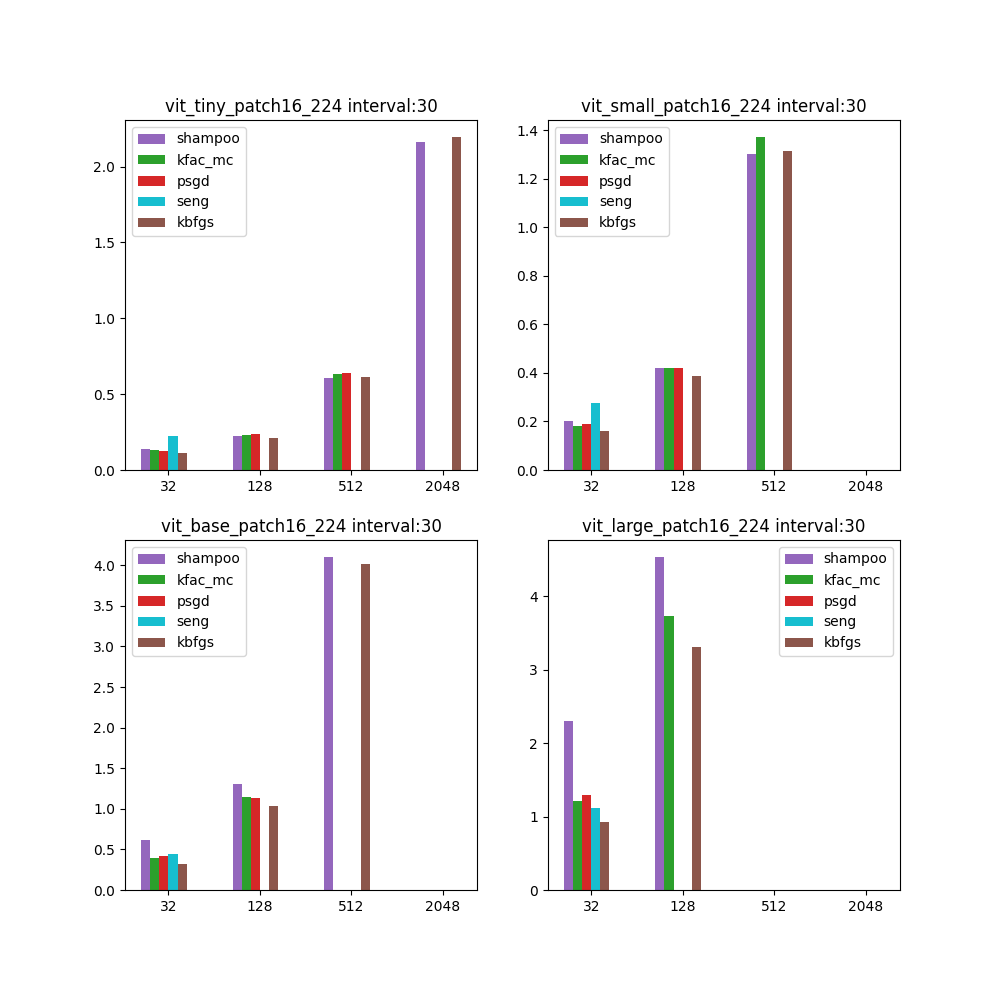 vit_tiny_patch16_224 interval:30
shampoo
kfac_mc
psgd
seng
kbfgs
2.0
1.5
1.0
0.5
0.0
32 128 512 2048
vit_small_patch16_224 interval:30
shampoo
kfac_mc
psgd
seng
kbfgs
1.4
1.2
1.0
0.8
0.6
0.4
0.2
0.0
32 128 512 2048
vit_base_patch16_224 interval:30
shampoo
kfac_mc
psgd
seng
kbfgs
4.0
3.5
3.0
2.5
2.0
1.5
1.0
0.5
0.0
32 128 512 2048
vit_large_patch16_224 interval:30
shampoo
kfac_mc
psgd
seng
kbfgs
4
3
2
1
0
32 128 512 2048